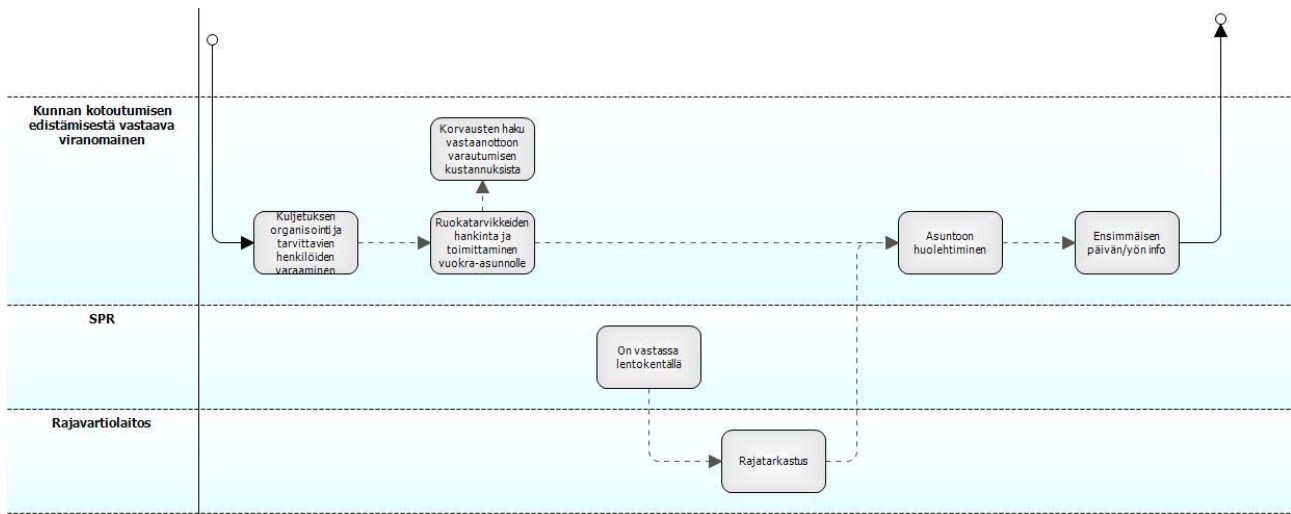 Kunnan kotoutumisen
edistämisestä vastaava
viranomainen
Korvausten haku
vastaanottoon
varautumisen
kustannuksista
Kuljetuksen
organisointi ja
tarvittavien
henkilöiden
varaaminen
Ruokatarvikkeiden
hankinta ja
toimittaminen
vuokra-asunnolle
Asuntoon
huolehtiminen
Ensimmäisen
päivän/yön info
SPR
On vastassa
lentokentällä
Rajavartiolaitos
Rajatarkastus